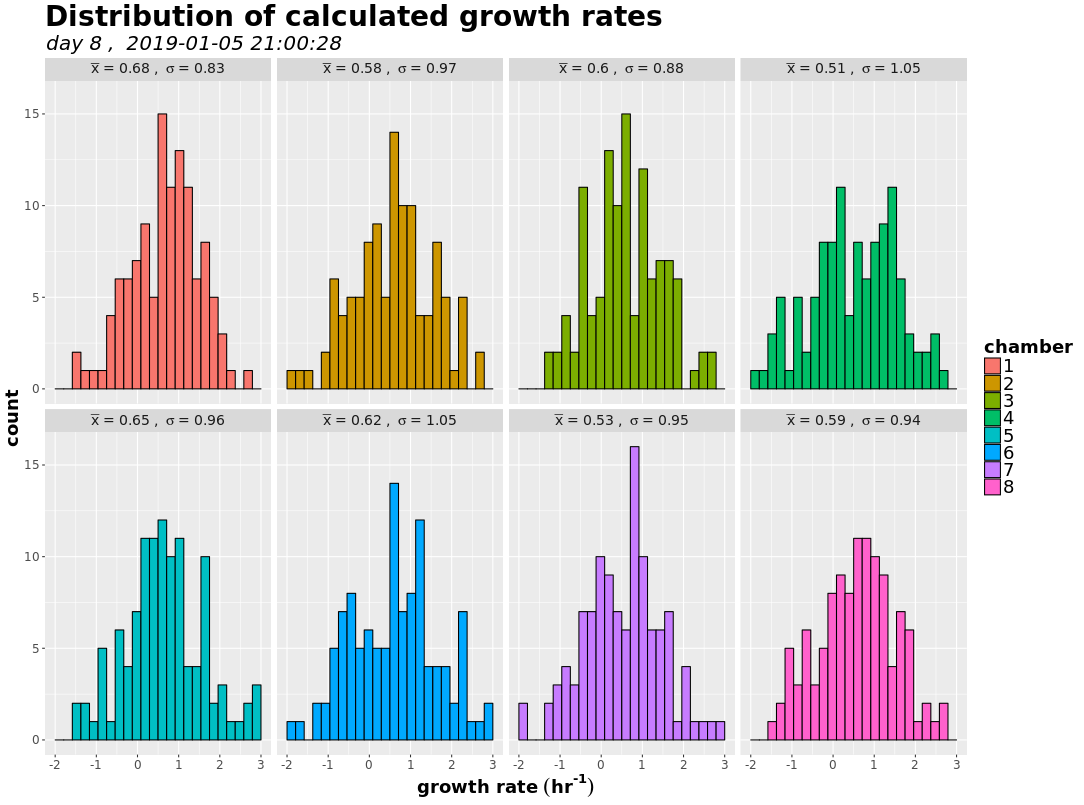 Distribution of calculated growth rates
day 8 ,  2019-01-05 21:00:28
x̅ = 0.68 ,  σ = 0.83
x̅ = 0.58 ,  σ = 0.97
x̅ = 0.6 ,  σ = 0.88
x̅ = 0.51 ,  σ = 1.05
15
10
5
0
x̅ = 0.65 ,  σ = 0.96
x̅ = 0.62 ,  σ = 1.05
x̅ = 0.53 ,  σ = 0.95
x̅ = 0.59 ,  σ = 0.94
15
10
5
0
-2 -1 0 1 2 3
-2 -1 0 1 2 3
-2 -1 0 1 2 3
-2 -1 0 1 2 3
count
growth rate (hr⁻¹)
chamber
1
2
3
4
5
6
7
8